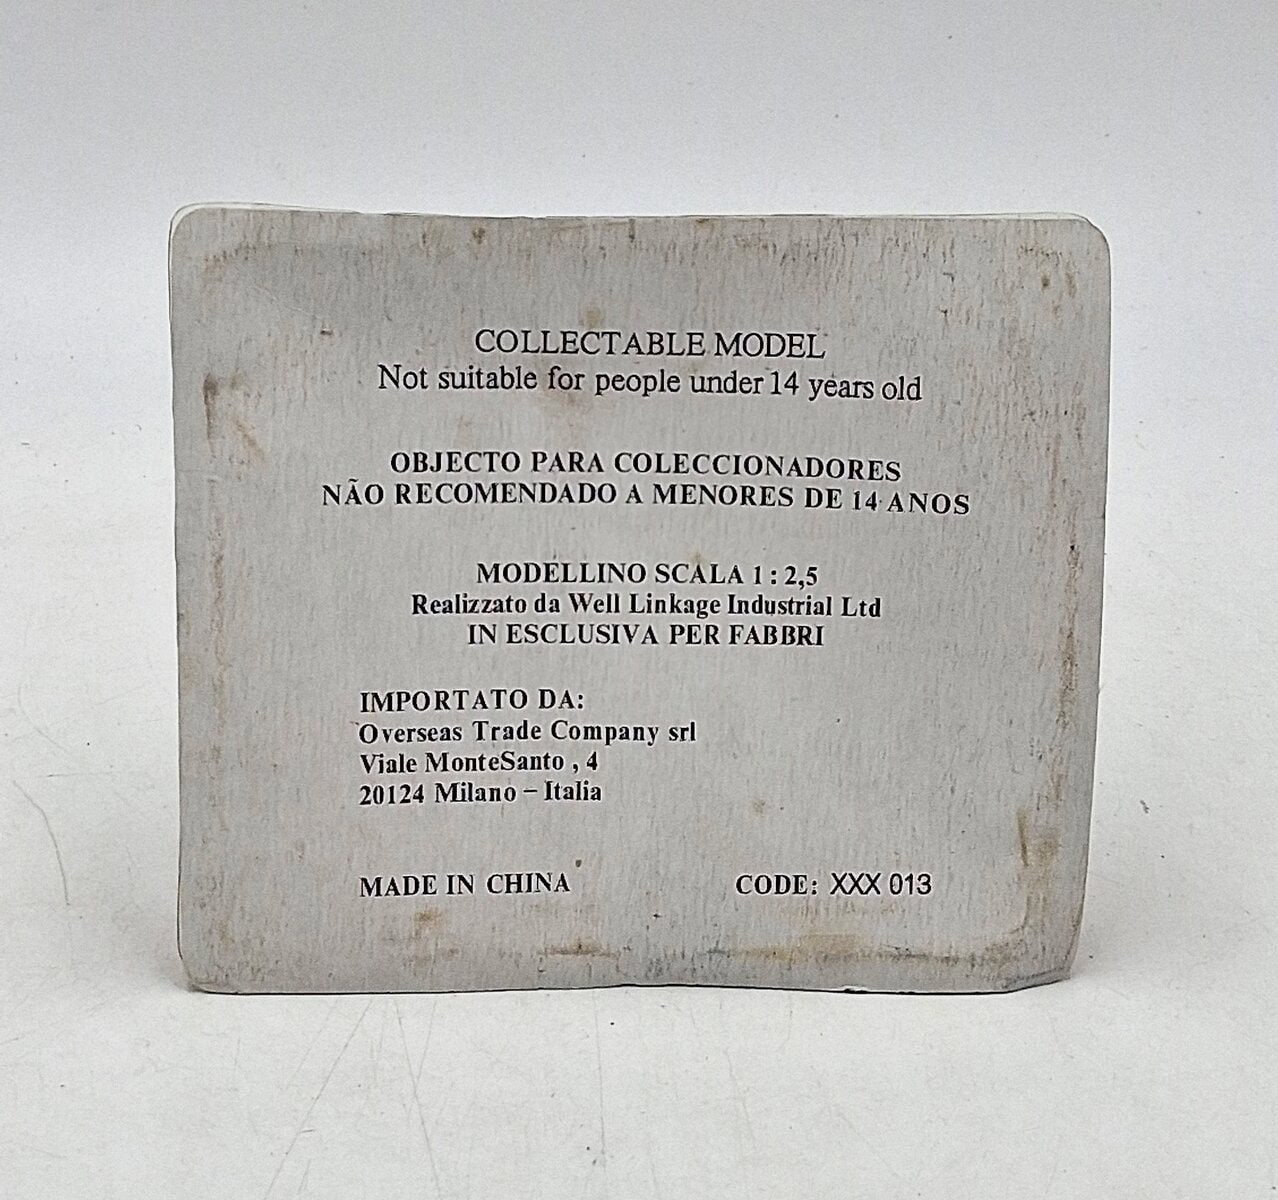 COLLECTABLE MODEL
Not suitable for people under 14 years old
OBJECTO PARA COLECCIONADORES
NÃO RECOMENDADO A MENORES DE 14 ANOS
MODELLINO SCALA 1 : 2,5
Realizzato da Well Linkage Industrial Ltd
IN ESCLUSIVA PER FABBRI
IMPORTATO DA:
Overseas Trade Company srl
Viale MonteSanto , 4
20124 Milano – Italia
MADE IN CHINA
CODE: XXX 013